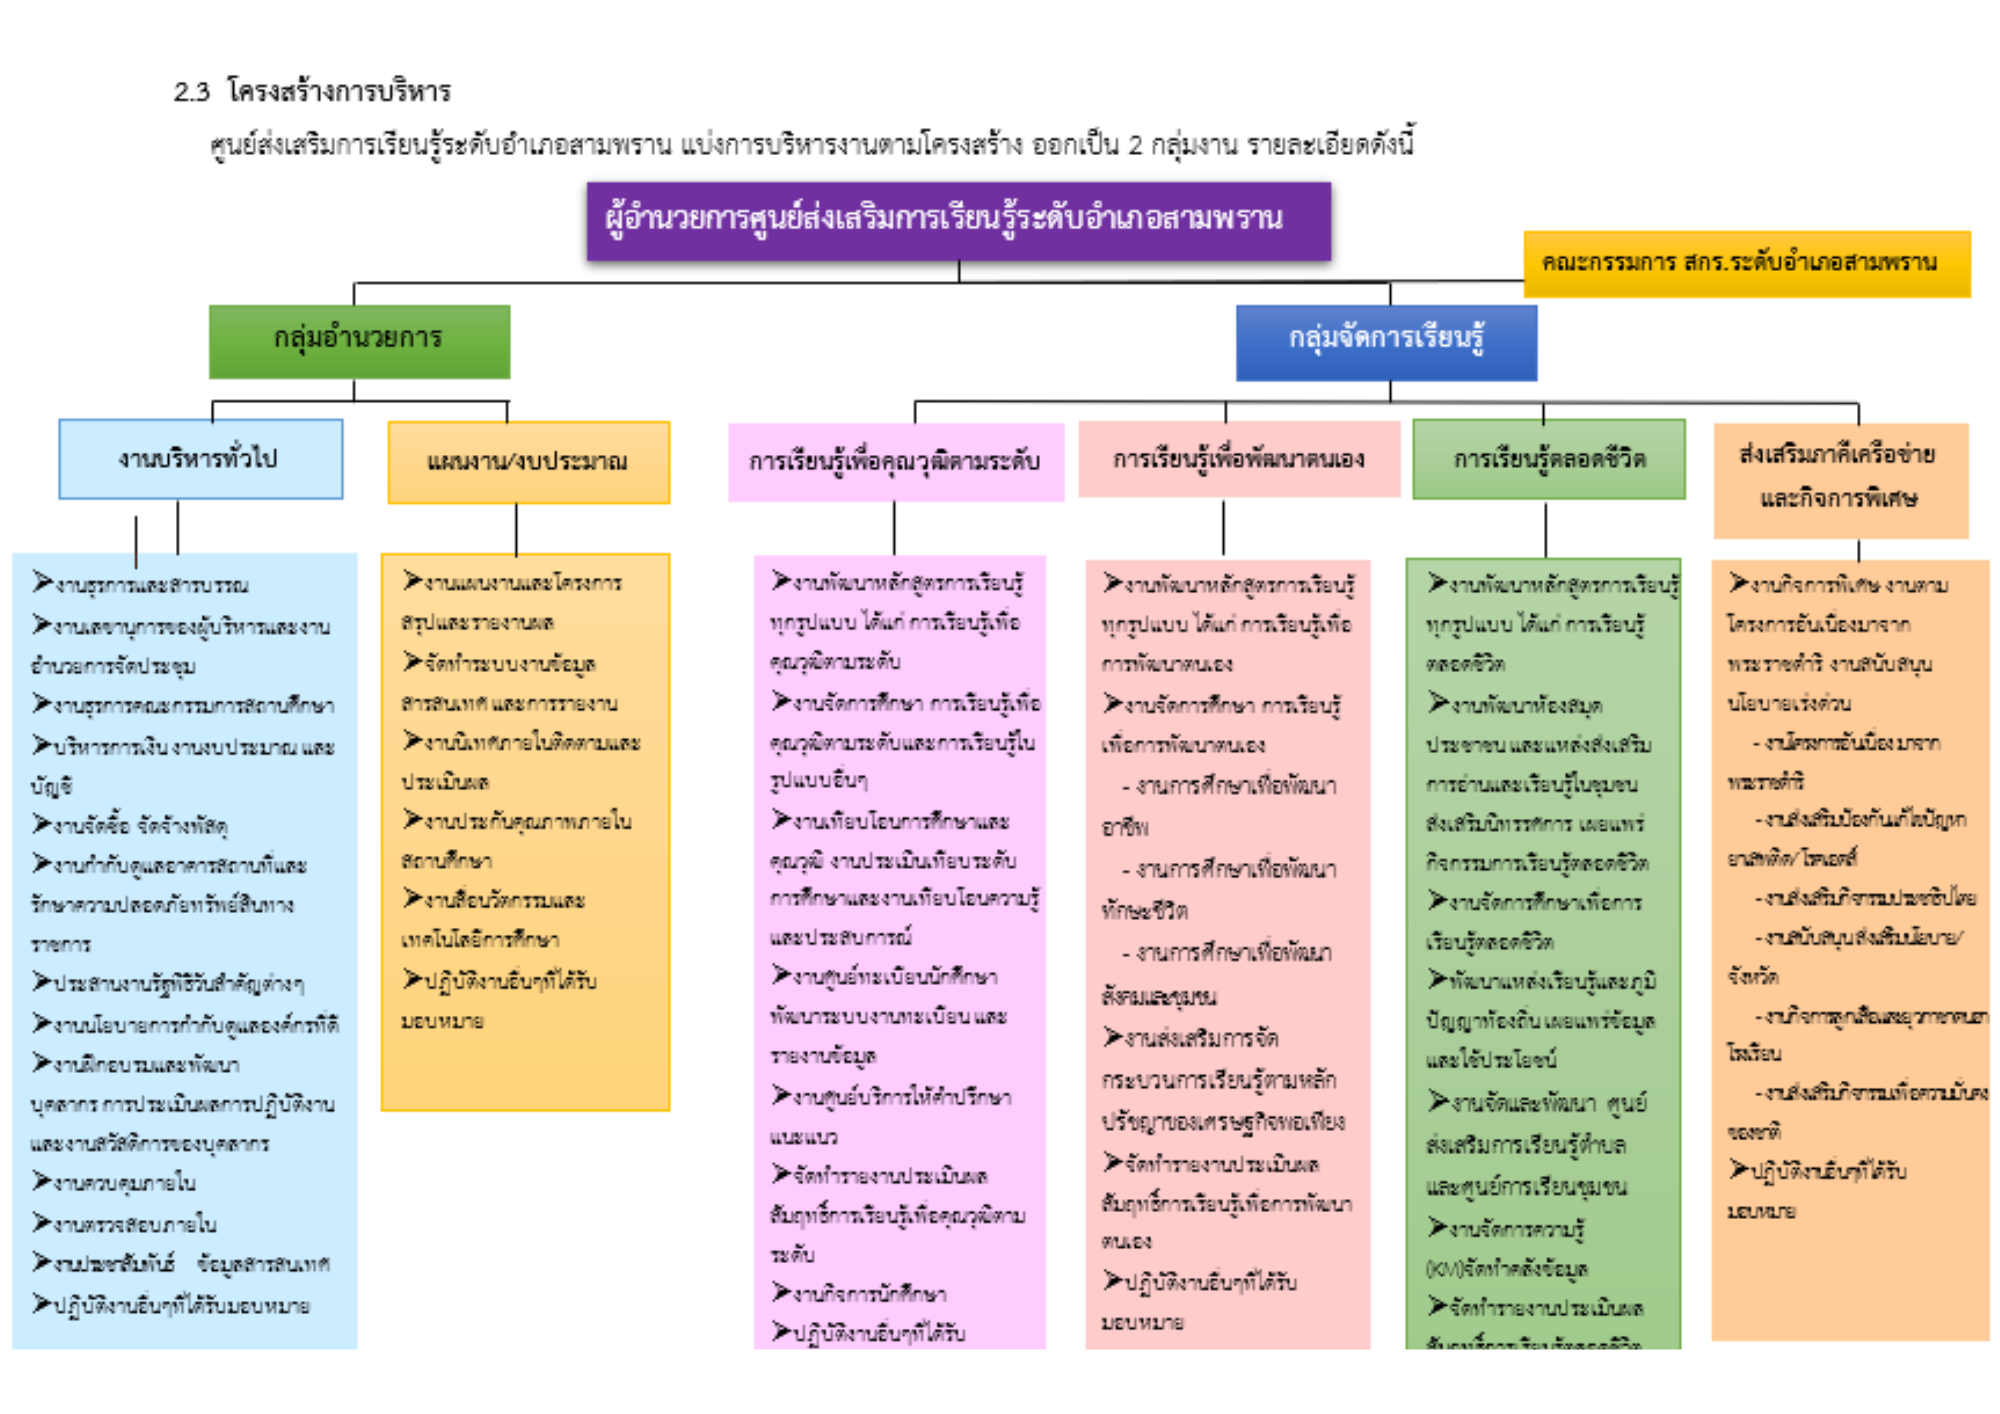 2.3 โครงสร้างการบริหาร
ศูนย์ส่งเสริมการเรียนรู้ระดับอำเภอสามพราน แบ่งการบริหารงานตามโครงสร้าง ออกเป็น 2 กลุ่มงาน รายละเอียดดังนี้
ผู้อำนวยการศูนย์ส่งเสริมการเรียนรู้ระดับอำเภอสามพราน
คณะกรรมการ สกร.ระดับอำเภอสามพราน
กลุ่มอำนวยการ
กลุ่มจัดการเรียนรู้
งานบริหารทั่วไป
แผนงาน/งบประมาณ
การเรียนรู้เพื่อคุณวุฒิตามระดับ
การเรียนรู้เพื่อพัฒนาตนเอง
การเรียนรู้ตลอดชีวิต
ส่งเสริมภาคีเครือข่าย
และกิจการพิเศษ
➤งานธุรการและสารบรรณ
➤งานเลขานุการของผู้บริหารและงาน
อำนวยการจัดประชุม
➤งานธุรการคณะกรรมการสถานศึกษา
➤บริหารการเงิน งานงบประมาณ และ
บัญชี
➤งานจัดซื้อ จัดจ้างพัสดุ
➤งานกำกับดูแลอาคารสถานที่และ
รักษาความปลอดภัยทรัพย์สินทาง
ราชการ
➤ประสานงานรัฐพิธีวันสำคัญต่างๆ
➤งานนโยบายการกำกับดูแลองค์กรที่ดี
➤งานฝึกอบรมและพัฒนา
บุคลากร การประเมินผลการปฏิบัติงาน
และงานสวัสดิการของบุคลากร
➤งานควบคุมภายใน
➤งานตรวจสอบภายใน
➤งานประชาสัมพันธ์ ข้อมูลสารสนเทศ
➤ปฏิบัติงานอื่นๆที่ได้รับมอบหมาย
➤งานแผนงานและโครงการ
สรุปและรายงานผล
➤จัดทำระบบงานข้อมูล
สารสนเทศ และการรายงาน
➤งานนิเทศภายในติดตามและ
ประเมินผล
➤งานประกันคุณภาพภายใน
สถานศึกษา
➤งานสื่อนวัตกรรมและ
เทคโนโลยีการศึกษา
➤ปฏิบัติงานอื่นๆที่ได้รับ
มอบหมาย
➤งานพัฒนาหลักสูตรการเรียนรู้
ทุกรูปแบบ ได้แก่ การเรียนรู้เพื่อ
คุณวุฒิตามระดับ
➤งานจัดการศึกษา การเรียนรู้เพื่อ
คุณวุฒิตามระดับและการเรียนรู้ใน
รูปแบบอื่นๆ
➤งานเทียบโอนการศึกษาและ
คุณวุฒิ งานประเมินเทียบระดับ
การศึกษาและงานเทียบโอนความรู้
และประสบการณ์
➤งานศูนย์ทะเบียนนักศึกษา
พัฒนาระบบงานทะเบียน และ
รายงานข้อมูล
➤งานศูนย์บริการให้คำปรึกษา
แนะแนว
➤จัดทำรายงานประเมินผล
สัมฤทธิ์การเรียนรู้เพื่อคุณวุฒิตาม
ระดับ
➤งานกิจการนักศึกษา
➤ปฏิบัติงานอื่นๆที่ได้รับ
➤งานพัฒนาหลักสูตรการเรียนรู้
ทุกรูปแบบ ได้แก่ การเรียนรู้เพื่อ
การพัฒนาตนเอง
➤งานจัดการศึกษา การเรียนรู้
เพื่อการพัฒนาตนเอง
- งานการศึกษาเพื่อพัฒนา
อาชีพ
- งานการศึกษาเพื่อพัฒนา
ทักษะชีวิต
- งานการศึกษาเพื่อพัฒนา
สังคมและชุมชน
➤งานส่งเสริมการจัด
กระบวนการเรียนรู้ตามหลัก
ปรัชญาของเศรษฐกิจพอเพียง
➤จัดทำรายงานประเมินผล
สัมฤทธิ์การเรียนรู้เพื่อการพัฒนา
ตนเอง
➤ปฏิบัติงานอื่นๆที่ได้รับ
มอบหมาย
➤งานพัฒนาหลักสูตรการเรียนรู้
ทุกรูปแบบ ได้แก่ การเรียนรู้
ตลอดชีวิต
➤งานพัฒนาห้องสมุด
ประชาชน และแหล่งส่งเสริม
การอ่านและเรียนรู้ในชุมชน
ส่งเสริมนิทรรศการ เผยแพร่
กิจกรรมการเรียนรู้ตลอดชีวิต
➤งานจัดการศึกษาเพื่อการ
เรียนรู้ตลอดชีวิต
➤พัฒนาแหล่งเรียนรู้และภูมิ
ปัญญาท้องถิ่น เผยแพร่ข้อมูล
และใช้ประโยชน์
➤งานจัดและพัฒนา ศูนย์
ส่งเสริมการเรียนรู้ตำบล
และศูนย์การเรียนชุมชน
➤งานจัดการความรู้
(KM)จัดทำคลังข้อมูล
➤จัดทำรายงานประเมินผล
สัมฤทธิ์การเรียนรู้ตลอดชีวิต
➤งานกิจการพิเศษ งานตาม
โครงการอันเนื่องมาจาก
พระราชดำริ งานสนับสนุน
นโยบายเร่งด่วน
- งานโครงการอันเนื่องมาจาก
พระราชดำริ
- งานส่งเสริมป้องกันแก้ไขปัญหา
ยาเสพติด/โรคเอดส์
- งานส่งเสริมกิจกรรมประชาธิปไตย
- งานสนับสนุนส่งเสริมนโยบาย/
จังหวัด
- งานกิจการลูกเสือและยุวกาชาดนอก
โรงเรียน
- งานส่งเสริมกิจกรรมเพื่อความมั่นคง
ของชาติ
➤ปฏิบัติงานอื่นๆที่ได้รับ
มอบหมาย